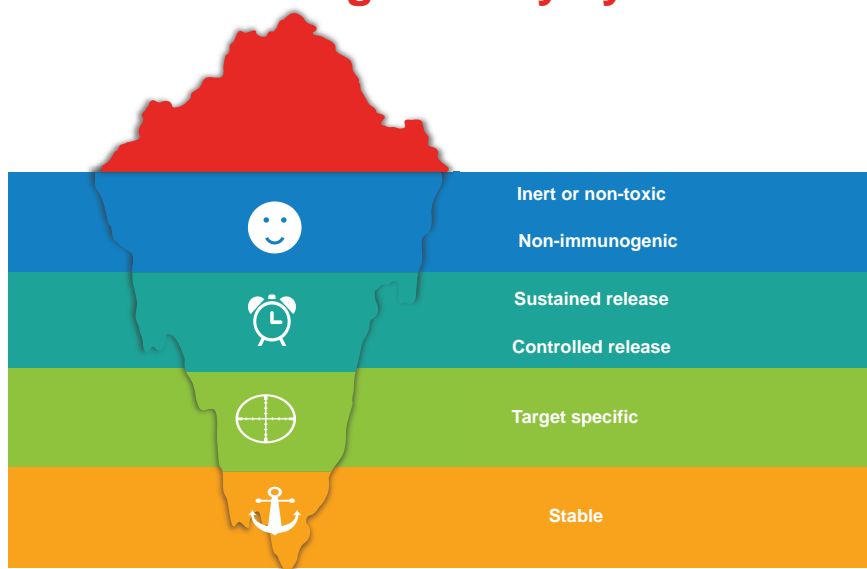 Inert or non-toxic
Non-immunogenic
Sustained release
Controlled release
Target specific
Stable